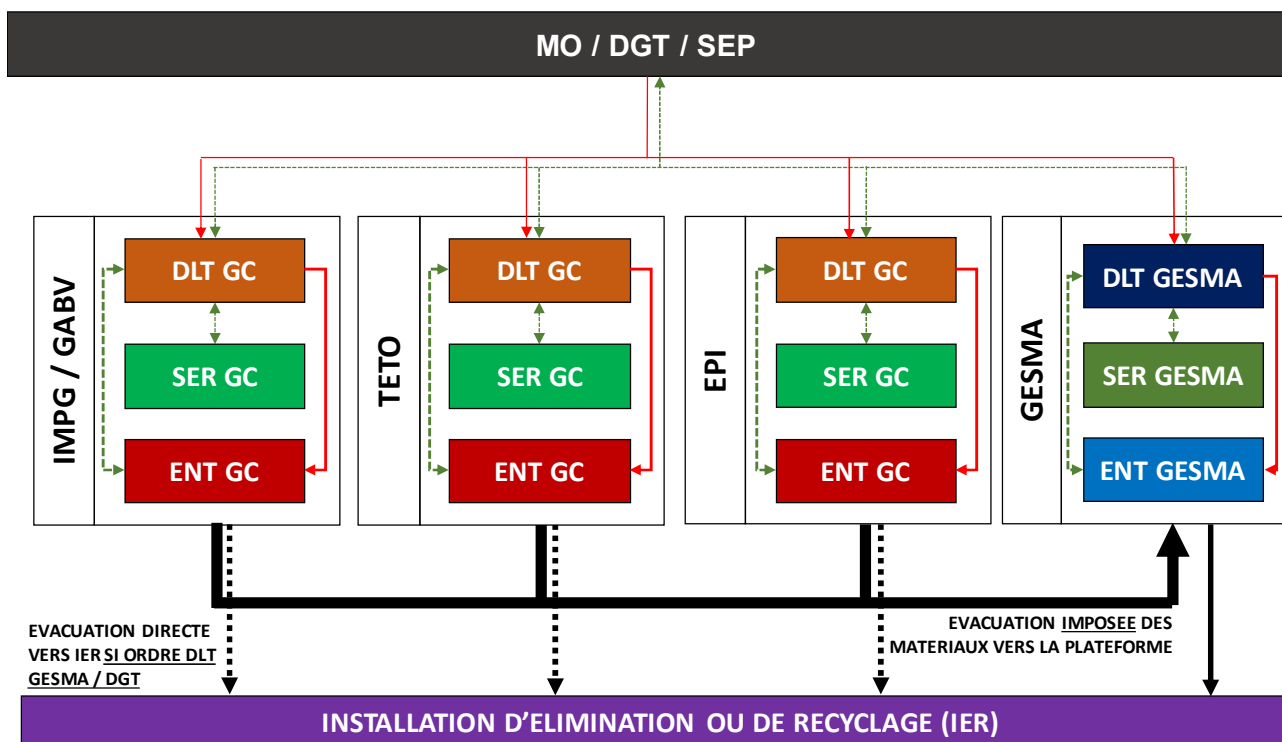 MO / DGT / SEP
IMPG / GABV
DLT GC
SER GC
ENT GC
TETO
DLT GC
SER GC
ENT GC
EPI
DLT GC
SER GC
ENT GC
GESMA
DLT GESMA
SER GESMA
ENT GESMA
EVACUATION DIRECTE
VERS IER SI ORDRE DLT
GESMA / DGT
EVACUATION IMPOSEE DES
MATERIAUX VERS LA PLATEFORME
INSTALLATION D’ELIMINATION OU DE RECYCLAGE (IER)